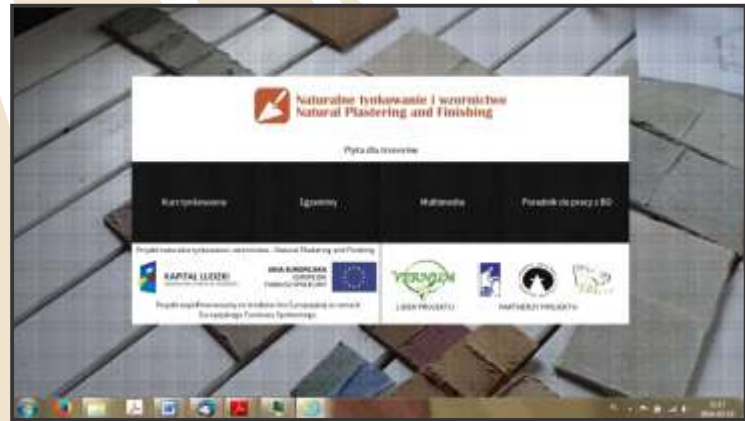 Naturalne tynkowanie i wzornictwo
Natural Plastering and Finishing
Płyta dla trenerów
Kurs tynkowania
Egzaminy
Multimedia
Poradnik do pracy z BO
Projekt naturalne tynkowanie i wzornictwo - Natural Plastering and Finishing
KAPITAŁ LUDZKI
UNIA EUROPEJSKA
EUROPEJSKI
FUNDUSZ SPOŁECZNY
Projekt współfinansowany ze środków Unii Europejskiej w ramach
Europejskiego Funduszu Społecznego
LIDER PROJEKTU
PARTNERZY PROJEKTU